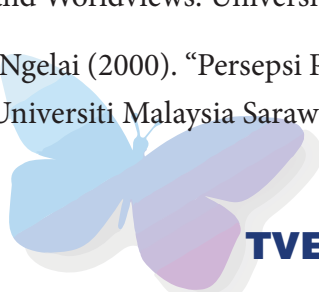 and Worldviews. Universi
Ngelai (2000). “Persepsi
Universiti Malaysia Saraw
TVE